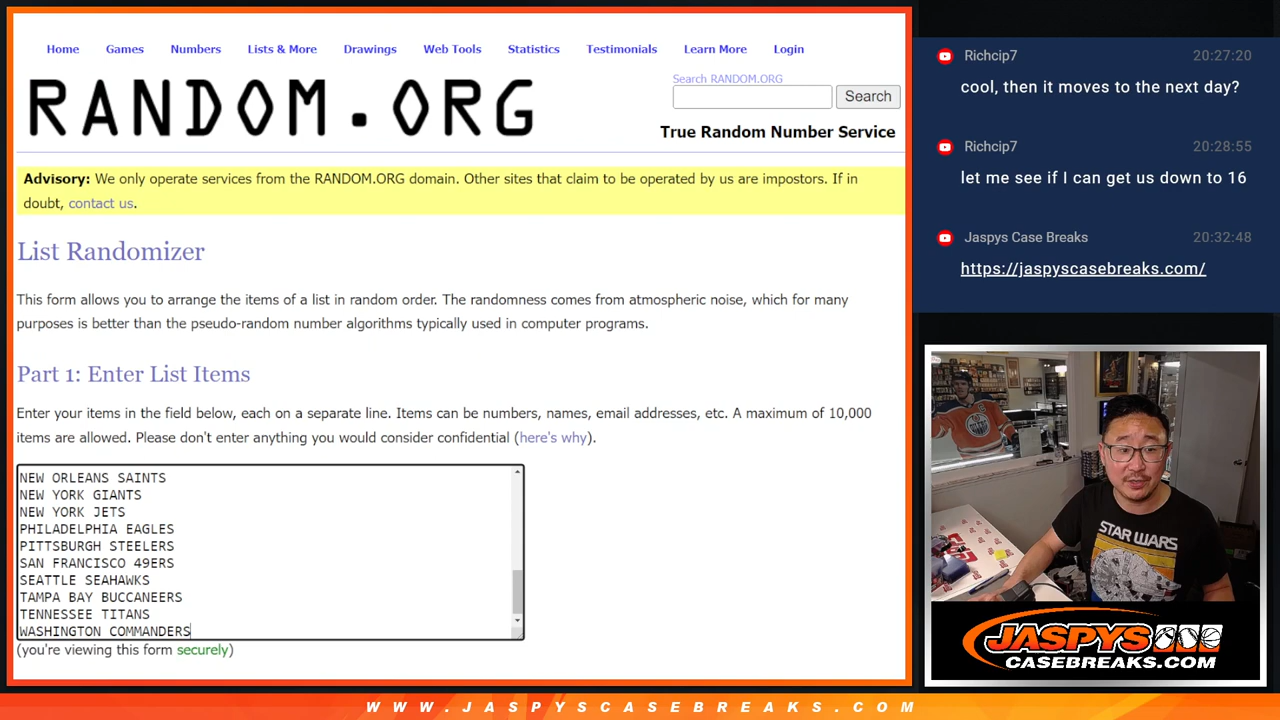 Home Games Numbers Lists & More Drawings Web Tools Statistics Testimonials Learn More Login
RANDOM.ORG
Search RANDOM.ORG
Search
True Random Number Service
Advisory: We only operate services from the RANDOM.ORG domain. Other sites that claim to be operated by us are impostors. If in
doubt, contact us.
List Randomizer
This form allows you to arrange the items of a list in random order. The randomness comes from atmospheric noise, which for many
purposes is better than the pseudo-random number algorithms typically used in computer programs.
Part 1: Enter List Items
Enter your items in the field below, each on a separate line. Items can be numbers, names, email addresses, etc. A maximum of 10,000
items are allowed. Please don't enter anything you would consider confidential (here's why).
NEW ORLEANS SAINTS
NEW YORK GIANTS
NEW YORK JETS
PHILADELPHIA EAGLES
PITTSBURGH STEELERS
SAN FRANCISCO 49ERS
SEATTLE SEAHAWKS
TAMPA BAY BUCCANEERS
TENNESSEE TITANS
WASHINGTON COMMANDERS
(you're viewing this form securely)
Richcip7 20:27:20
cool, then it moves to the next day?
Richcip7 20:28:55
let me see if I can get us down to 16
Jaspys Case Breaks 20:32:48
https://jaspyscasebreaks.com/
STAR WARS
JASPYS
CASEBREAKS.COM
WWW.JASPYSCASEBREAKS.COM